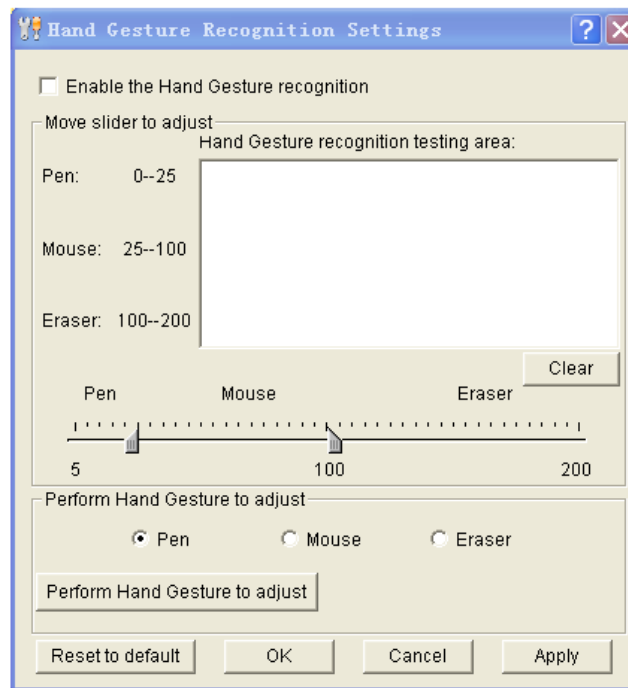 Hand Gesture Recognition Settings
Enable the Hand Gesture recognition
Move slider to adjust
Hand Gesture recognition testing area:
Pen: 0--25
Mouse: 25--100
Eraser: 100--200
Clear
Pen Mouse Eraser
5 100 200
Perform Hand Gesture to adjust
Pen Mouse Eraser
Perform Hand Gesture to adjust
Reset to default OK Cancel Apply